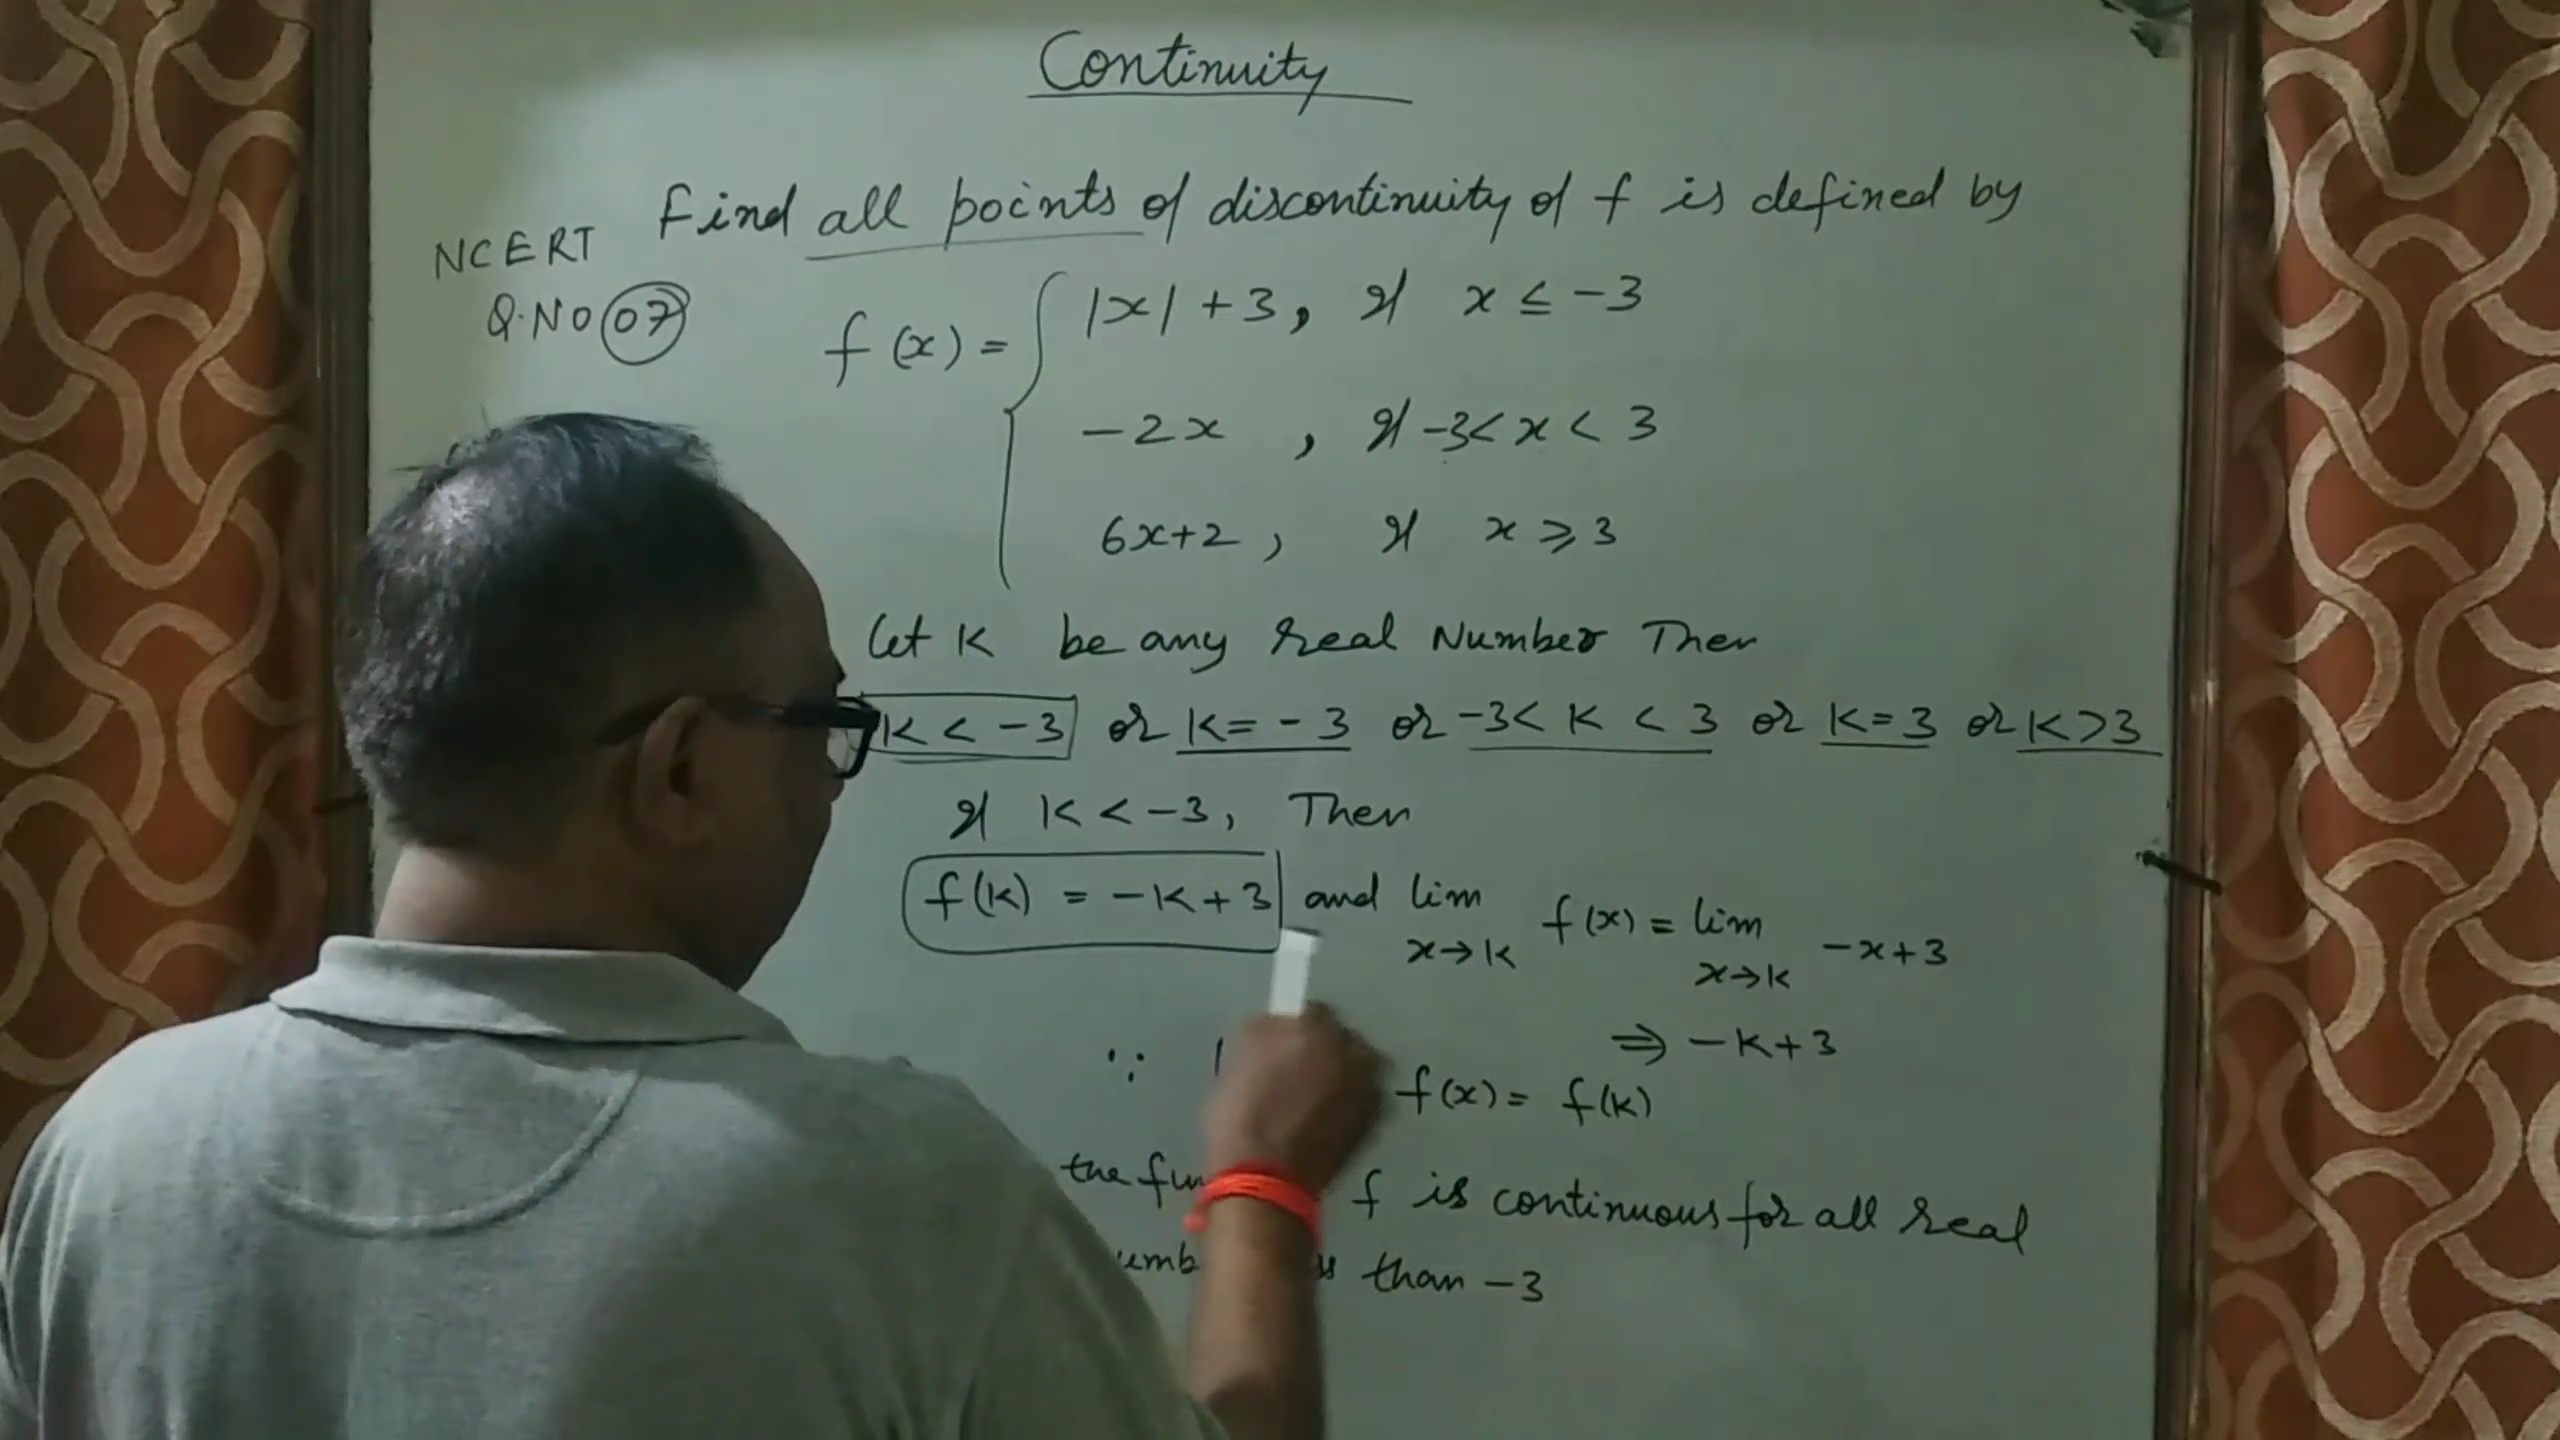 Continuity
Find all points of discontinuity of f is defined by
NCERT
Q.NO 07
f(x) = { |x| + 3, if x ≤ -3
-2x , if -3 < x < 3
6x+2, if x ⩾ 3
Let K be any real Number Then
K < -3 or K = -3 or -3 < K < 3 or K = 3 or K > 3
if K < -3, Then
f(K) = -K+3 and lim x→K f(x) = lim x→K -x+3
⇒ -K+3
∵ f(x) = f(K)
the f is continuous for all real
than -3